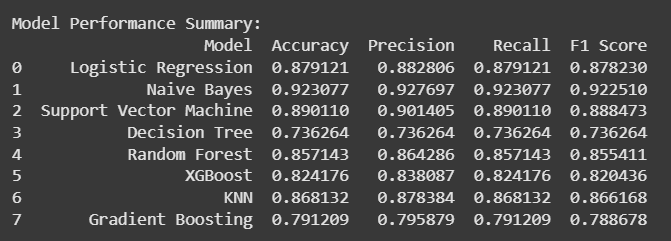 Model Performance Summary:
Model Accuracy Precision Recall F1 Score
0 Logistic Regression 0.879121 0.882806 0.879121 0.878230
1 Naive Bayes 0.923077 0.927697 0.923077 0.922510
2 Support Vector Machine 0.890110 0.901405 0.890110 0.888473
3 Decision Tree 0.736264 0.736264 0.736264 0.736264
4 Random Forest 0.857143 0.864286 0.857143 0.855411
5 XGBoost 0.824176 0.838087 0.824176 0.820436
6 KNN 0.868132 0.878384 0.868132 0.866168
7 Gradient Boosting 0.791209 0.795879 0.791209 0.788678